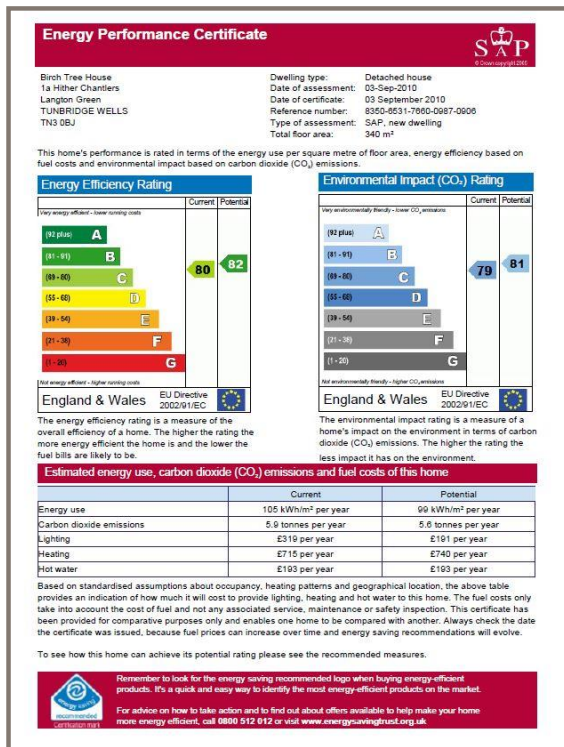 Energy Performance Certificate
SAP
© Crown copyright 2005
Birch Tree House
1a Hither Chantlers
Langton Green
TUNBRIDGE WELLS
TN3 0BJ
Dwelling type: Detached house
Date of assessment: 03-Sep-2010
Date of certificate: 03 September 2010
Reference number: 8350-6531-7660-0987-0906
Type of assessment: SAP, new dwelling
Total floor area: 340 m²
This home's performance is rated in terms of the energy use per square metre of floor area, energy efficiency based on
fuel costs and environmental impact based on carbon dioxide (CO₂) emissions.
Energy Efficiency Rating
Current Potential
Very energy efficient - lower running costs
(92 plus) A
(81 - 91) B
(69 - 80) C
(55 - 68) D
(39 - 54) E
(21 - 38) F
(1 - 20) G
80 82
Not energy efficient - higher running costs
England & Wales EU Directive
2002/91/EC
The energy efficiency rating is a measure of the
overall efficiency of a home. The higher the rating the
more energy efficient the home is and the lower the
fuel bills are likely to be.
Environmental Impact (CO₂) Rating
Current Potential
Very environmentally friendly - lower CO₂ emissions
(92 plus) A
(81 - 91) B
(69 - 80) C
(55 - 68) D
(39 - 54) E
(21 - 38) F
(1 - 20) G
79 81
Not environmentally friendly - higher CO₂ emissions
England & Wales EU Directive
2002/91/EC
The environmental impact rating is a measure of a
home's impact on the environment in terms of carbon
dioxide (CO₂) emissions. The higher the rating the
less impact it has on the environment.
Estimated energy use, carbon dioxide (CO₂) emissions and fuel costs of this home
Current Potential
Energy use 105 kWh/m² per year 99 kWh/m² per year
Carbon dioxide emissions 5.9 tonnes per year 5.6 tonnes per year
Lighting £319 per year £191 per year
Heating £715 per year £740 per year
Hot water £193 per year £193 per year
Based on standardised assumptions about occupancy, heating patterns and geographical location, the above table
provides an indication of how much it will cost to provide lighting, heating and hot water to this home. The fuel costs only
take into account the cost of fuel and not any associated service, maintenance or safety inspection. This certificate has
been provided for comparative purposes only and enables one home to be compared with another. Always check the date
the certificate was issued, because fuel prices can increase over time and energy saving recommendations will evolve.
To see how this home can achieve its potential rating please see the recommended measures.
energy saving
recommended
Certification mark
Remember to look for the energy saving recommended logo when buying energy-efficient
products. It's a quick and easy way to identify the most energy-efficient products on the market.
For advice on how to take action and to find out about offers available to help make your home
more energy efficient, call 0800 512 012 or visit www.energysavingtrust.org.uk